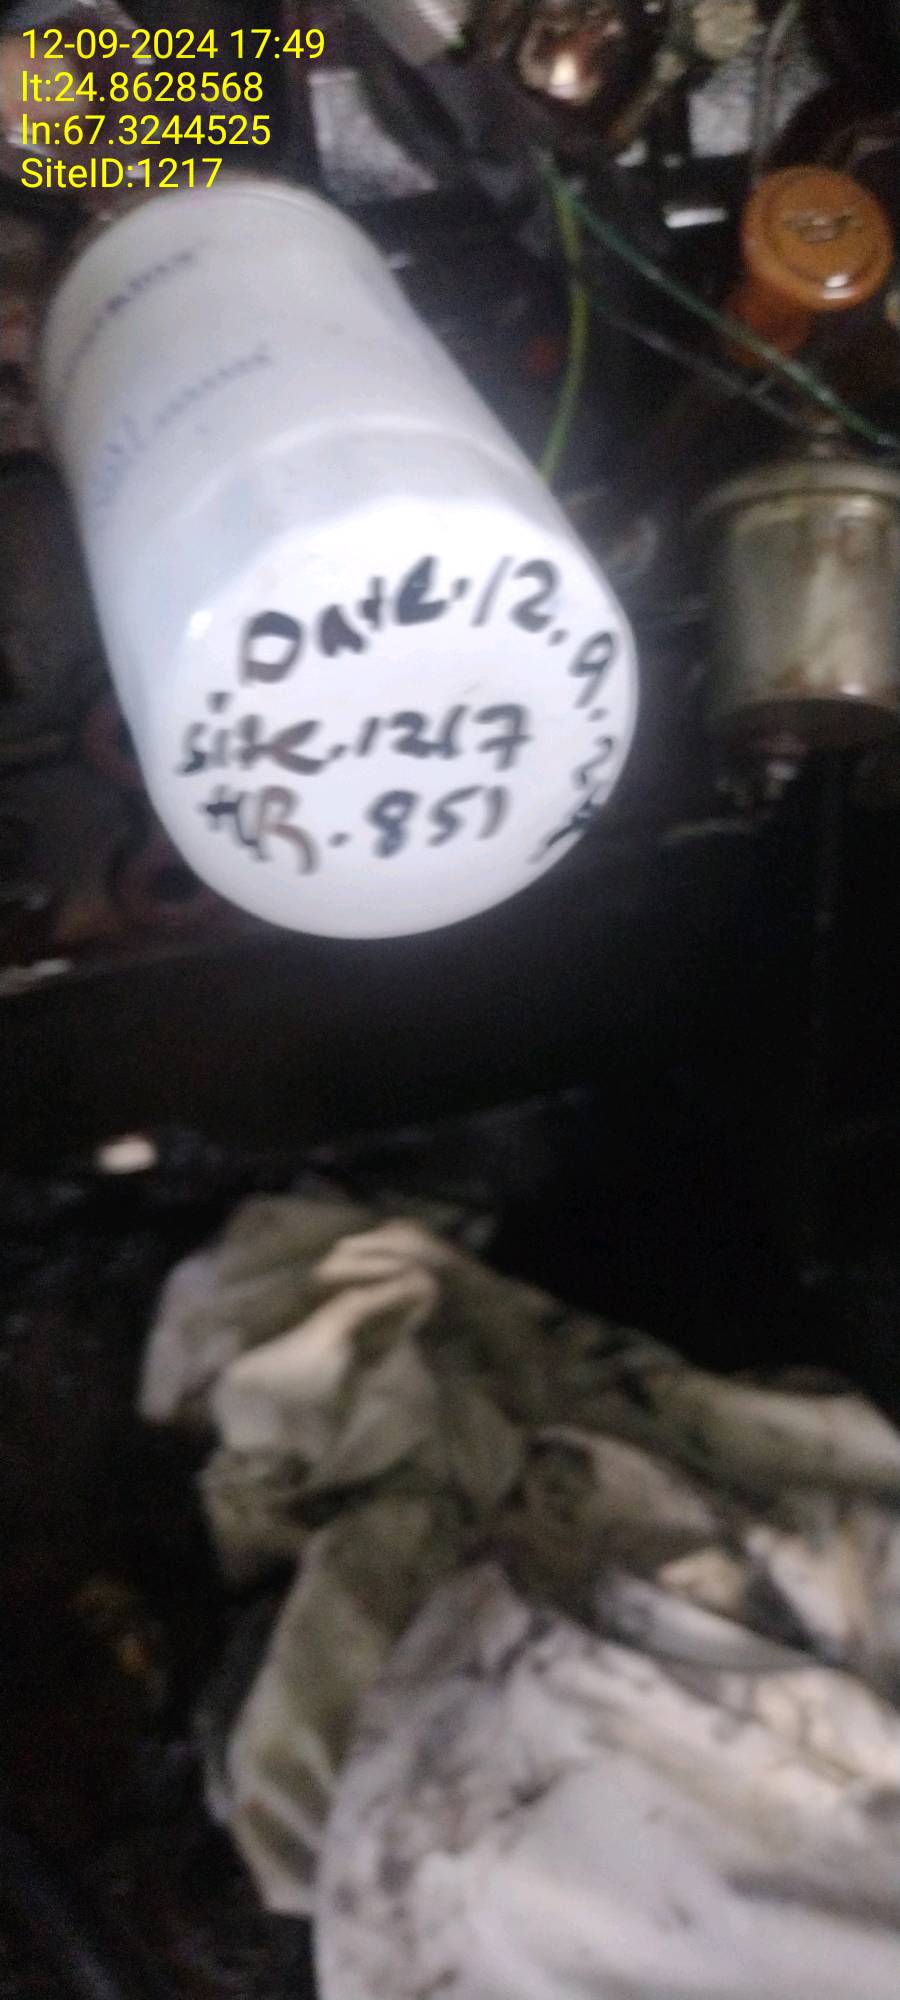 12-09-2024 17:49
lt:24.8628568
ln:67.3244525
SiteID:1217
.Date.12.9.24
Site.1217
HR.851